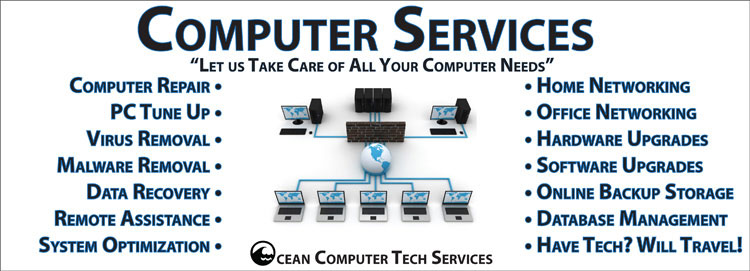 Computer Services
“Let us Take Care of All Your Computer Needs”
Computer Repair •
PC Tune Up •
Virus Removal •
Malware Removal •
Data Recovery •
Remote Assistance •
System Optimization •
• Home Networking
• Office Networking
• Hardware Upgrades
• Software Upgrades
• Online Backup Storage
• Database Management
• Have Tech? Will Travel!
Ocean Computer Tech Services